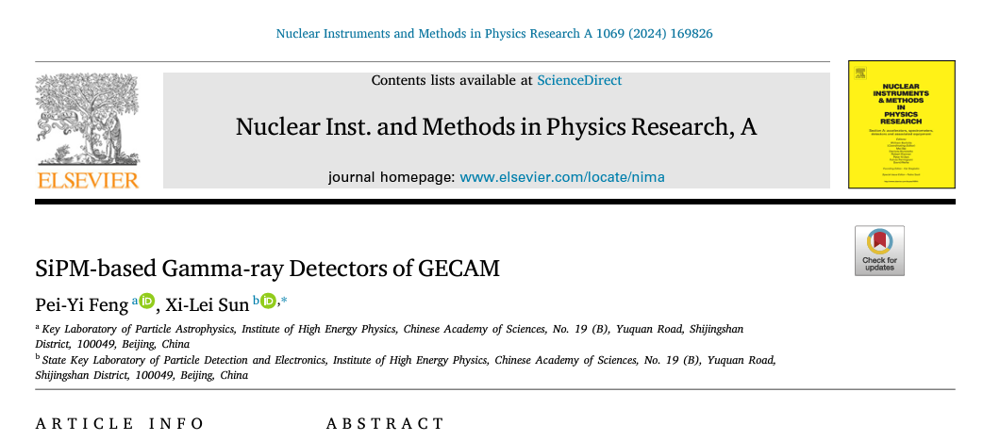 Nuclear Instruments and Methods in Physics Research A 1069 (2024) 169826
Contents lists available at ScienceDirect
Nuclear Inst. and Methods in Physics Research, A
journal homepage: www.elsevier.com/locate/nima
ELSEVIER
NUCLEAR
INSTRUMENTS
& METHODS
IN
PHYSICS
RESEARCH
Check for
updates
SiPM-based Gamma-ray Detectors of GECAM
Pei-Yi Feng a iD, Xi-Lei Sun b iD,*
a Key Laboratory of Particle Astrophysics, Institute of High Energy Physics, Chinese Academy of Sciences, No. 19 (B), Yuquan Road, Shijingshan
District, 100049, Beijing, China
b State Key Laboratory of Particle Detection and Electronics, Institute of High Energy Physics, Chinese Academy of Sciences, No. 19 (B), Yuquan Road,
Shijingshan District, 100049, Beijing, China
ARTICLE INFO
ABSTRACT